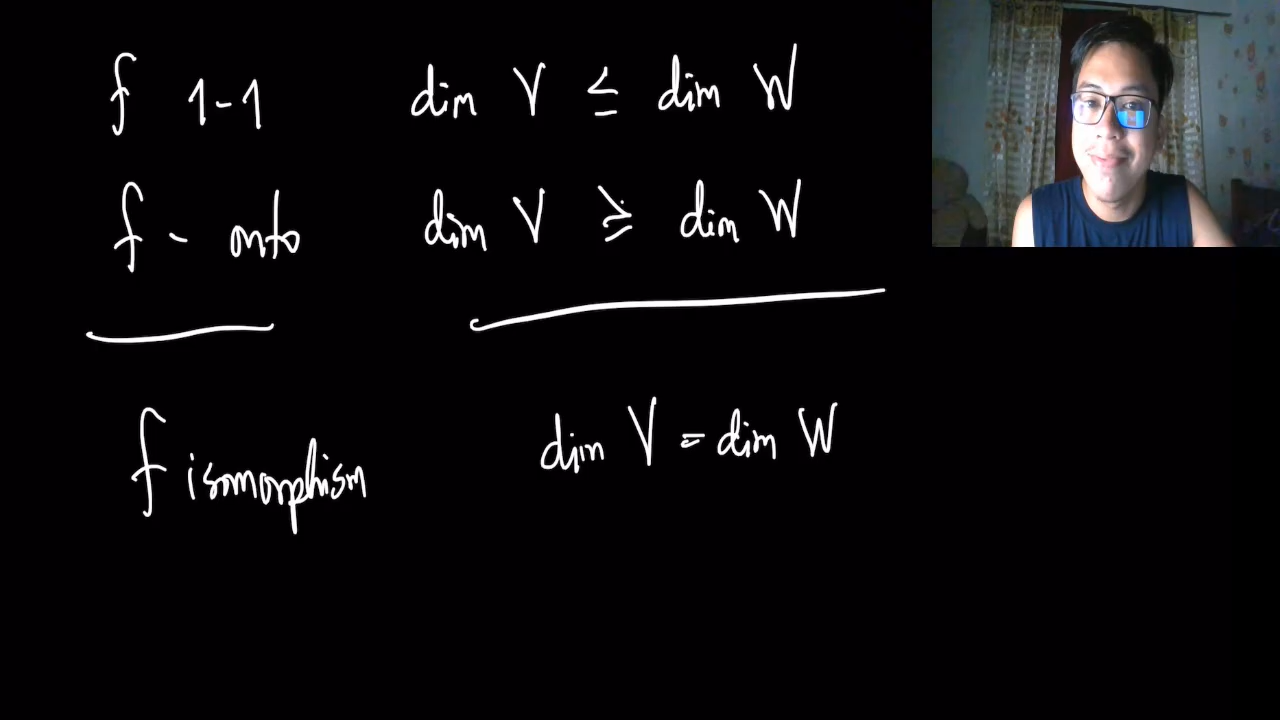 f 1-1 dim V ≤ dim W
f - onto dim V ≥ dim W
f isomorphism dim V = dim W